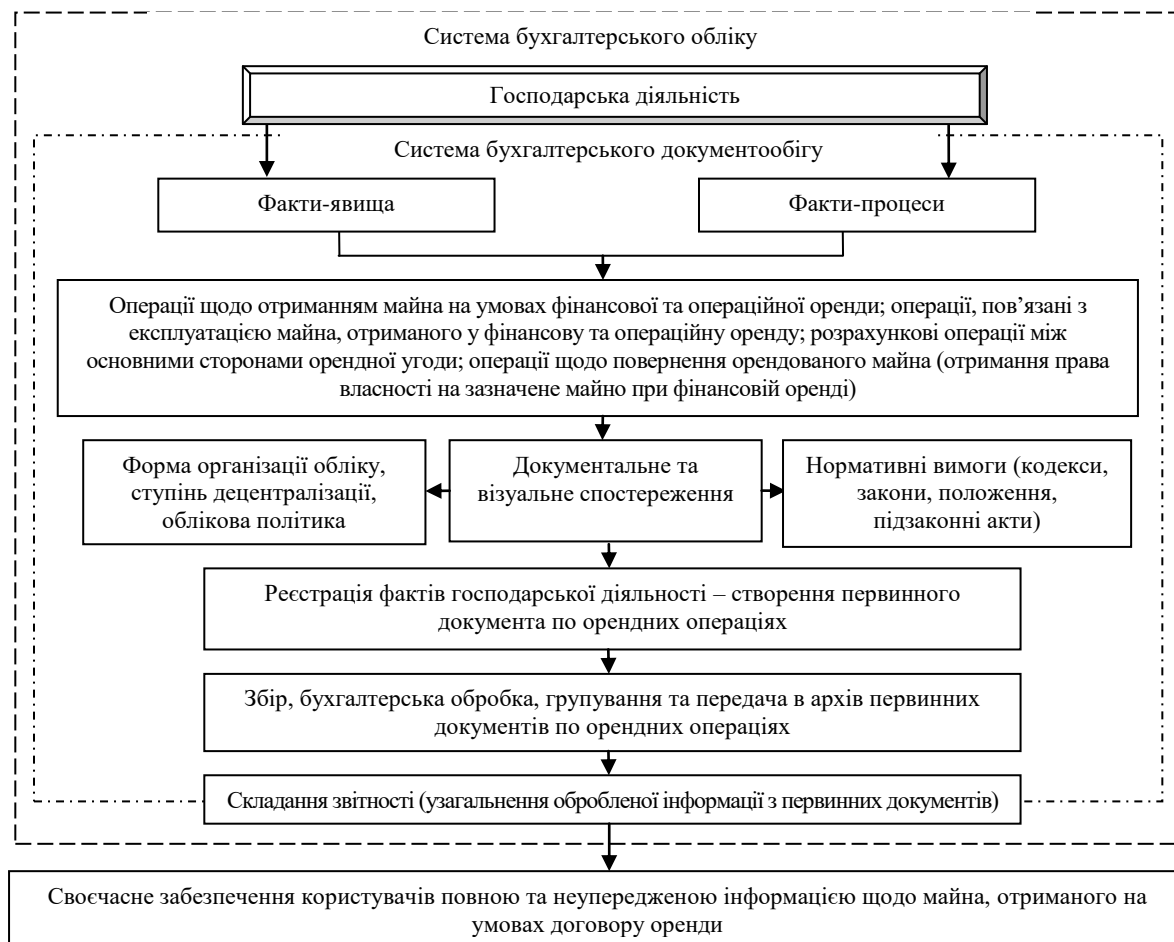 Система бухгалтерського обліку
Господарська діяльність
Система бухгалтерського документообігу
Факти-явища
Факти-процеси
Операції щодо отриманням майна на умовах фінансової та операційної оренди; операції, пов’язані з
експлуатацією майна, отриманого у фінансову та операційну оренду; розрахункові операції між
основними сторонами орендної угоди; операції щодо повернення орендованого майна (отримання права
власності на зазначене майно при фінансовій оренді)
Форма організації обліку,
ступінь децентралізації,
облікова політика
Документальне та
візуальне спостереження
Нормативні вимоги (кодекси,
закони, положення,
підзаконні акти)
Реєстрація фактів господарської діяльності – створення первинного
документа по орендних операціях
Збір, бухгалтерська обробка, групування та передача в архів первинних
документів по орендних операціях
Складання звітності (узагальнення обробленої інформації з первинних документів)
Своєчасне забезпечення користувачів повною та неупередженою інформацією щодо майна, отриманого на
умовах договору оренди